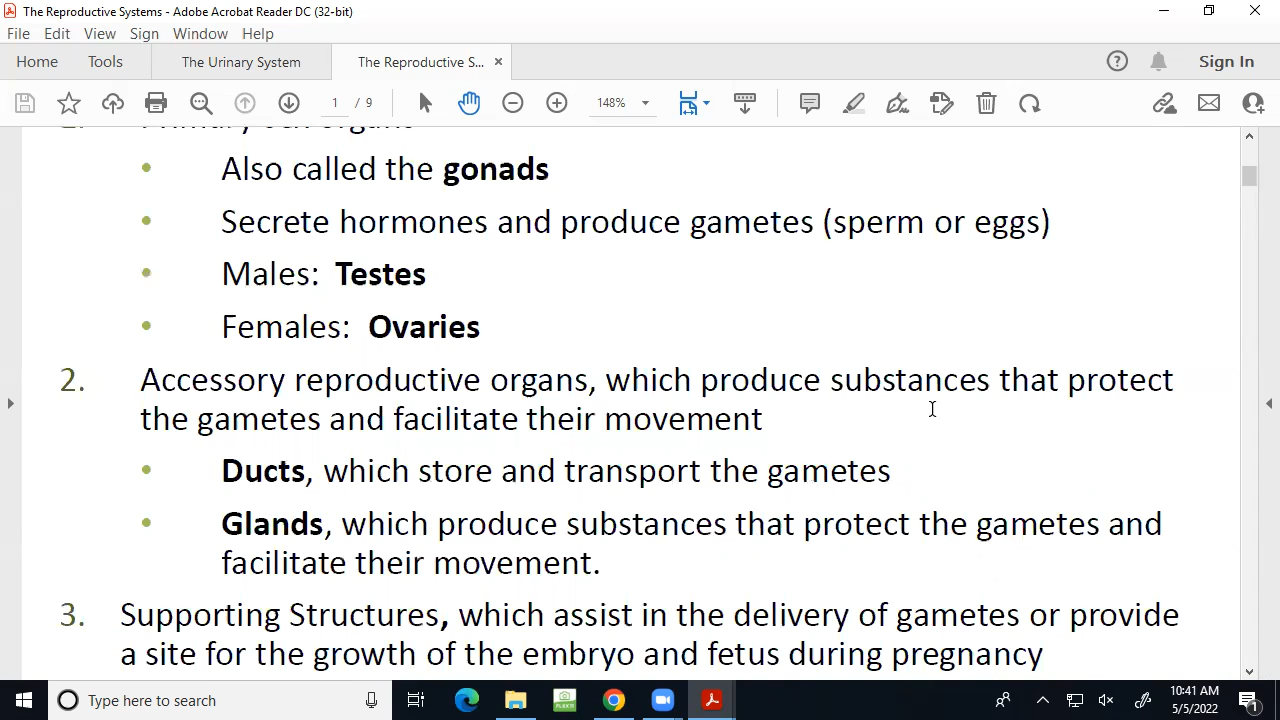 The Reproductive Systems - Adobe Acrobat Reader DC (32-bit)
File Edit View Sign Window Help
Home Tools The Urinary System The Reproductive S... × Sign In
1 / 9 148%
Primary sex organs
• Also called the gonads
• Secrete hormones and produce gametes (sperm or eggs)
• Males: Testes
• Females: Ovaries
2. Accessory reproductive organs, which produce substances that protect
the gametes and facilitate their movement
• Ducts, which store and transport the gametes
• Glands, which produce substances that protect the gametes and
facilitate their movement.
3. Supporting Structures, which assist in the delivery of gametes or provide
a site for the growth of the embryo and fetus during pregnancy
Type here to search
10:41 AM
5/5/2022
1